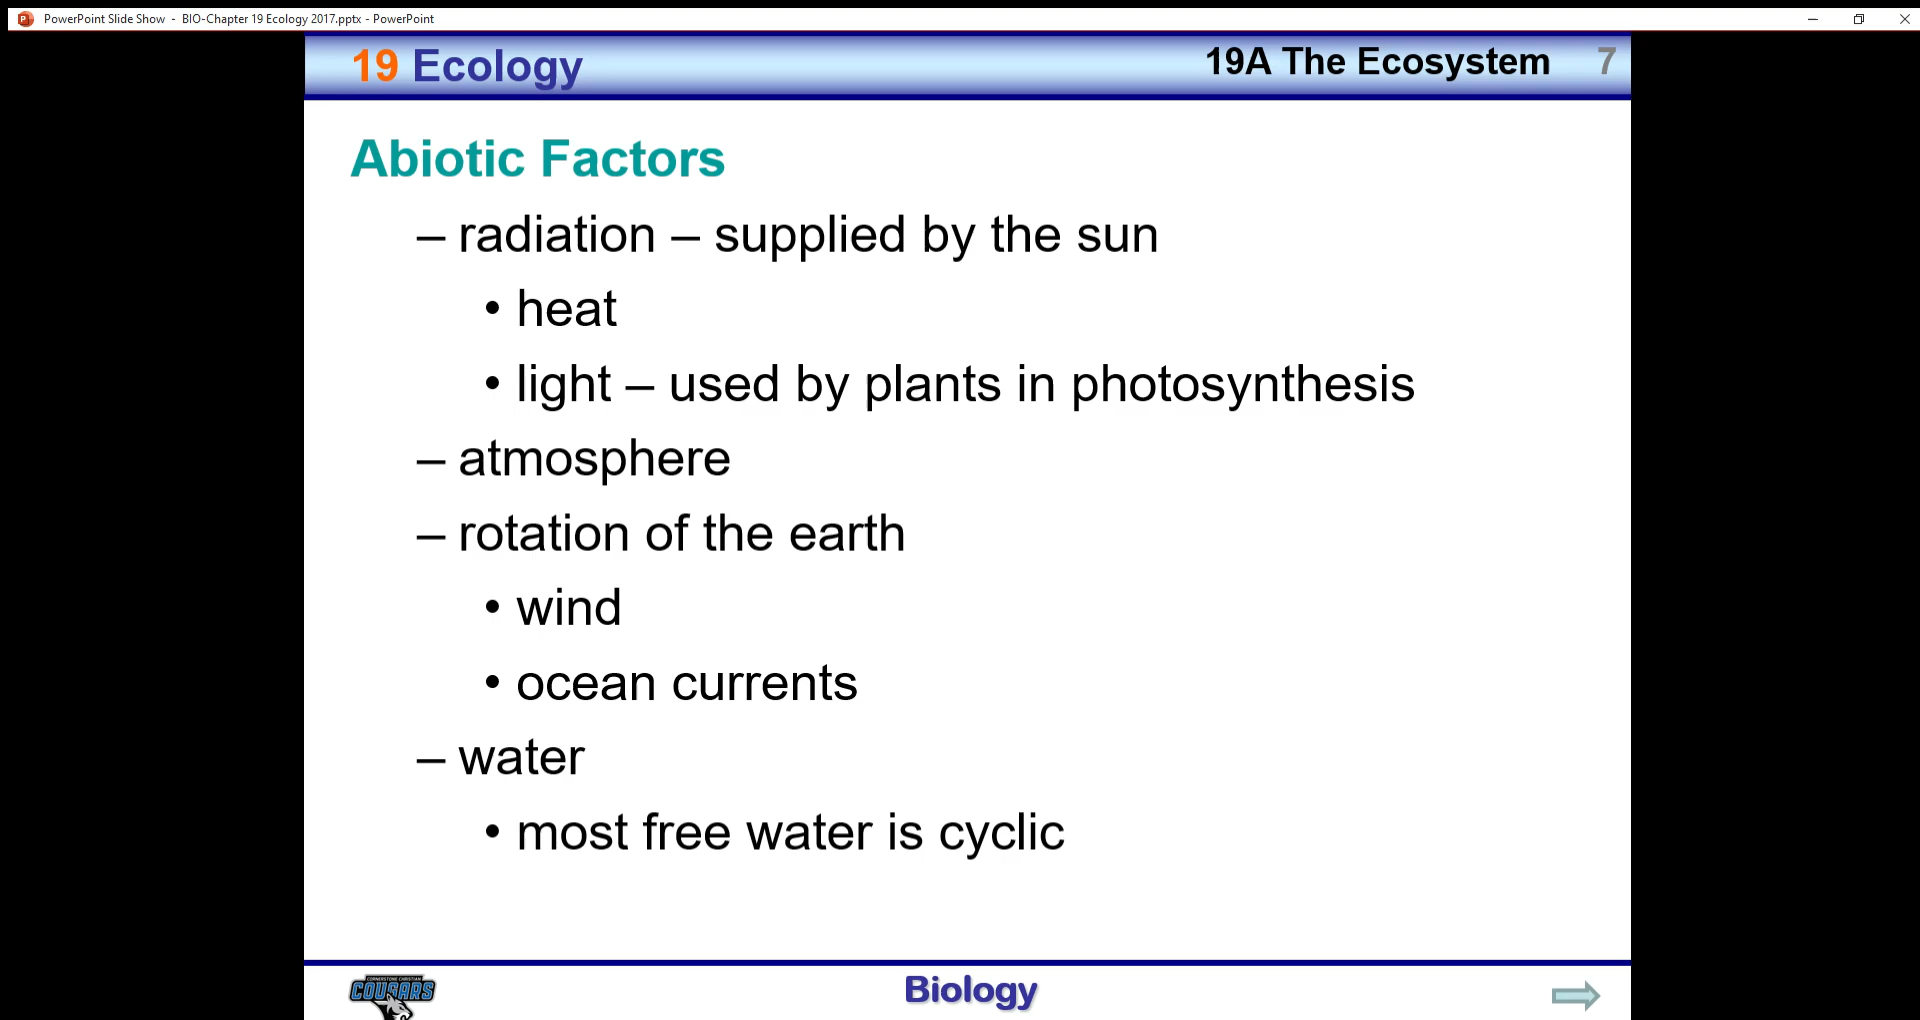 PowerPoint Slide Show - BIO-Chapter 19 Ecology 2017.pptx - PowerPoint
19 Ecology
19A The Ecosystem 7
Abiotic Factors
– radiation – supplied by the sun
• heat
• light – used by plants in photosynthesis
– atmosphere
– rotation of the earth
• wind
• ocean currents
– water
• most free water is cyclic
CORNERSTONE CHRISTIAN
COUGARS
Biology